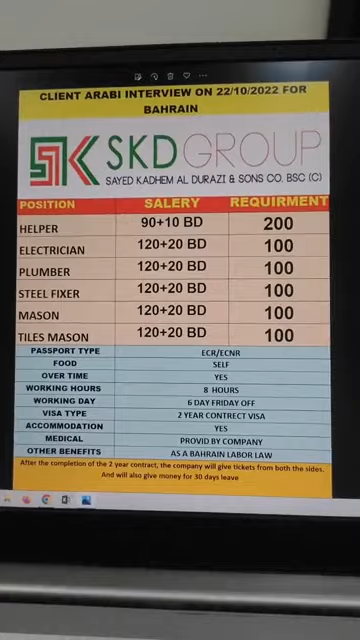 CLIENT ARABI INTERVIEW ON 22/10/2022 FOR
BAHRAIN
SKDGROUP
SAYED KADHEM AL DURAZI & SONS CO. BSC (C)
POSITION SALERY REQUIRMENT
HELPER 90+10 BD 200
ELECTRICIAN 120+20 BD 100
PLUMBER 120+20 BD 100
STEEL FIXER 120+20 BD 100
MASON 120+20 BD 100
TILES MASON 120+20 BD 100
PASSPORT TYPE ECR/ECNR
FOOD SELF
OVER TIME YES
WORKING HOURS 8 HOURS
WORKING DAY 6 DAY FRIDAY OFF
VISA TYPE 2 YEAR CONTRECT VISA
ACCOMMODATION YES
MEDICAL PROVID BY COMPANY
OTHER BENEFITS AS A BAHRAIN LABOR LAW
After the completion of the 2 year contract, the company will give tickets from both the sides.
And will also give money for 30 days leave